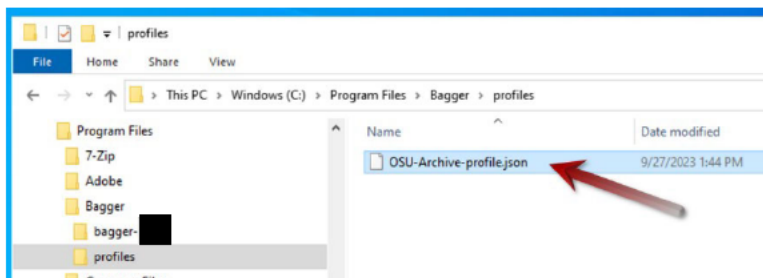 profiles
File Home Share View
This PC > Windows (C:) > Program Files > Bagger > profiles
Program Files
Name Date modified
7-Zip
OSU-Archive-profile.json 9/27/2023 1:44 PM
Adobe
Bagger
bagger-
profiles